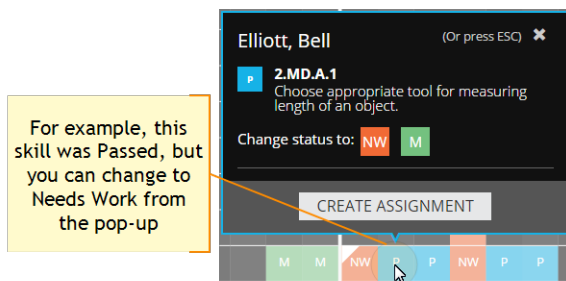 Elliott, Bell
(Or press ESC) ✖
P
2.MD.A.1
Choose appropriate tool for measuring
length of an object.
Change status to: NW M
CREATE ASSIGNMENT
For example, this
skill was Passed, but
you can change to
Needs Work from
the pop-up
M M NW P P NW P P